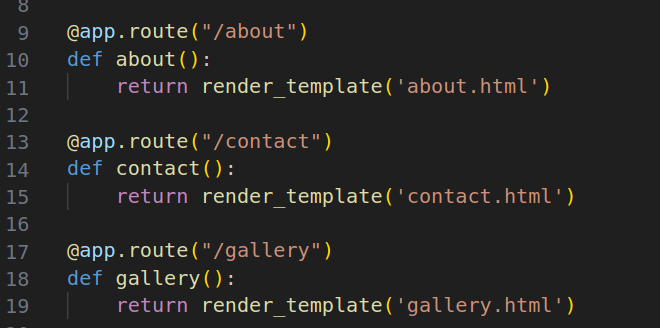 8
9 @app.route("/about")
10 def about():
11     return render_template('about.html')
12
13 @app.route("/contact")
14 def contact():
15     return render_template('contact.html')
16
17 @app.route("/gallery")
18 def gallery():
19     return render_template('gallery.html')